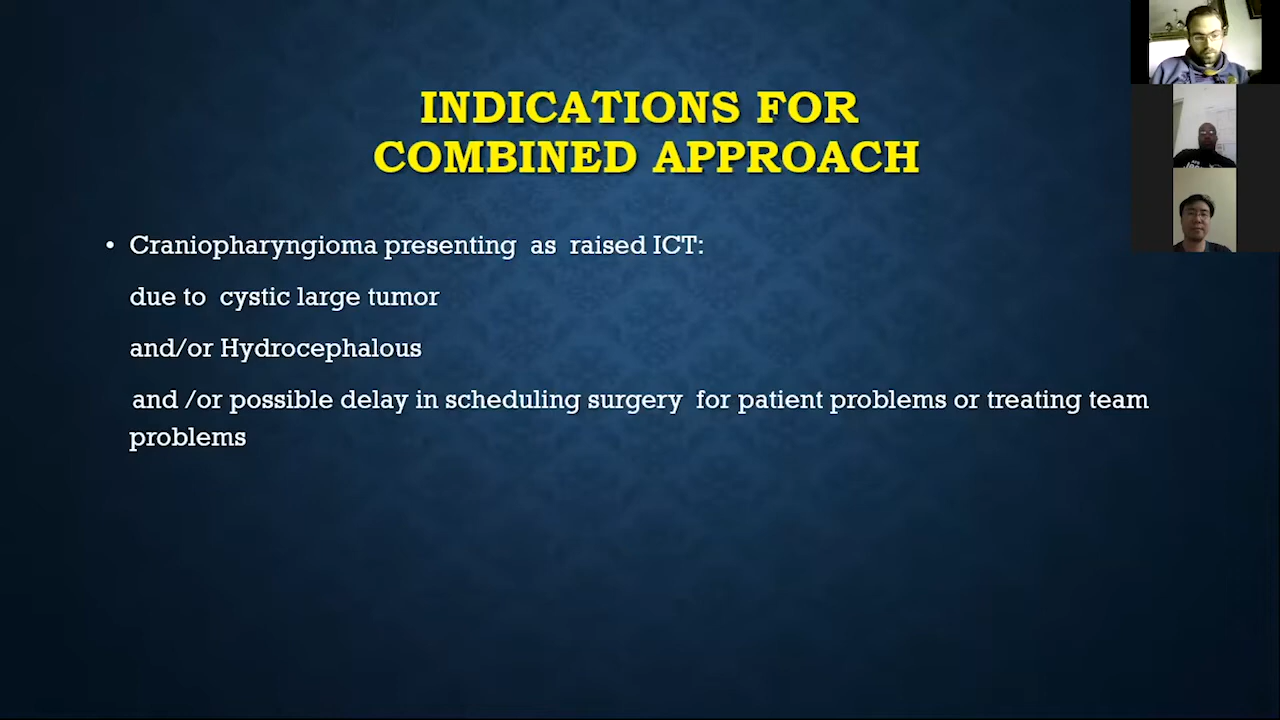 INDICATIONS FOR
COMBINED APPROACH
• Craniopharyngioma presenting as raised ICT:
due to cystic large tumor
and/or Hydrocephalous
and /or possible delay in scheduling surgery for patient problems or treating team
problems